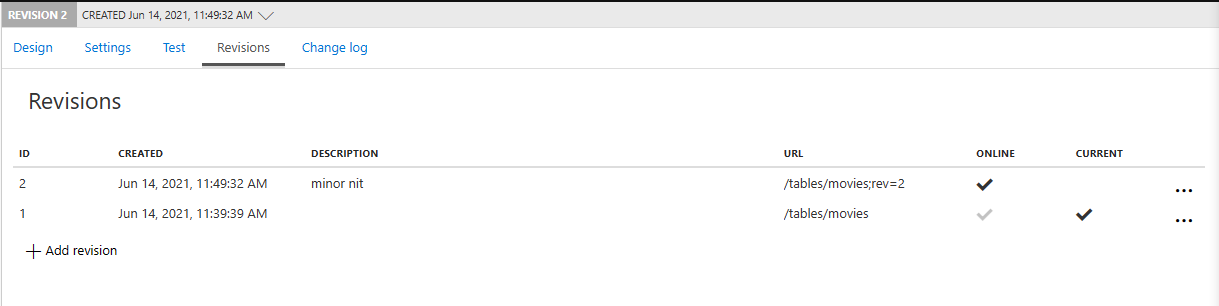 REVISION 2 CREATED Jun 14, 2021, 11:49:32 AM
Design Settings Test Revisions Change log
Revisions
ID CREATED DESCRIPTION URL ONLINE CURRENT
2 Jun 14, 2021, 11:49:32 AM minor nit /tables/movies;rev=2 ...
1 Jun 14, 2021, 11:39:39 AM /tables/movies ...
Add revision